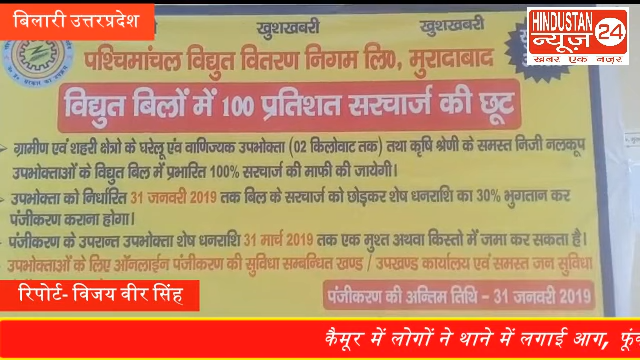 बिलारी उत्तरप्रदेश
खुशखबरी खुशखबरी
HINDUSTAN
न्यूज़ 24
खबर एक नज़र
पश्चिमांचल विद्युत वितरण निगम लि0, मुरादाबाद
विद्युत बिलों में 100 प्रतिशत सरचार्ज की छूट
ग्रामीण एवं शहरी क्षेत्रो के घरेलू एंव वाणिज्यक उपभोक्ता (02 किलोवाट तक) तथा कृषि श्रेणी के समस्त निजी नलकूप
उपभोक्ताओं के विद्युत बिल में प्रभारित 100% सरचार्ज की माफी की जायेगी।
उपभोक्ता को निर्धारित 31 जनवरी 2019 तक बिल के सरचार्ज को छोड़कर शेष धनराशि का 30% भुगतान कर
पंजीकरण कराना होगा।
पंजीकरण के उपरान्त उपभोक्ता शेष धनराशि 31 मार्च 2019 तक एक मुश्त अथवा किस्तो में जमा कर सकता है।
उपभोक्ताओं के लिए ऑनलाईन पंजीकरण की सुविधा सम्बन्धित खण्ड / उपखण्ड कार्यालय एवं समस्त जन सुविधा
रिपोर्ट- विजय वीर सिंह
पंजीकरण की अन्तिम तिथि – 31 जनवरी 2019
कैमूर में लोगों ने थाने में लगाई आग, फूंक